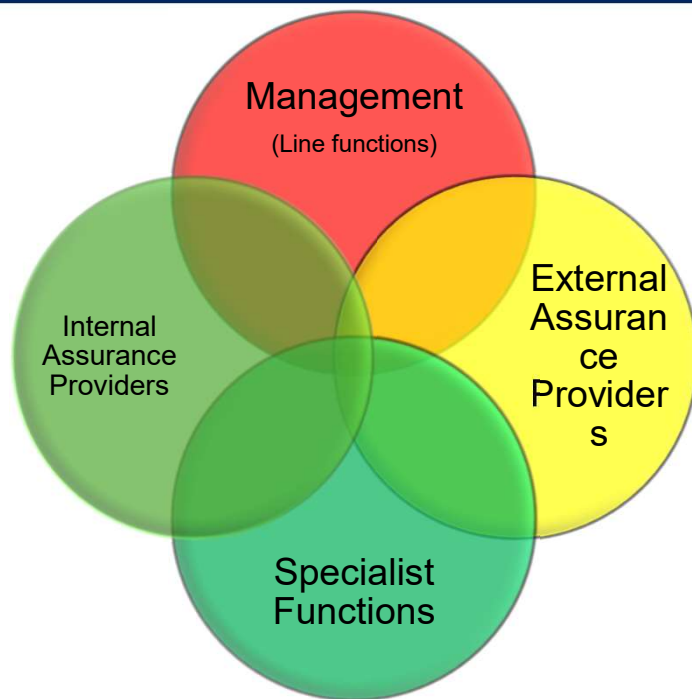 Management
(Line functions)
External
Assuran
ce
Provider
s
Internal
Assurance
Providers
Specialist
Functions